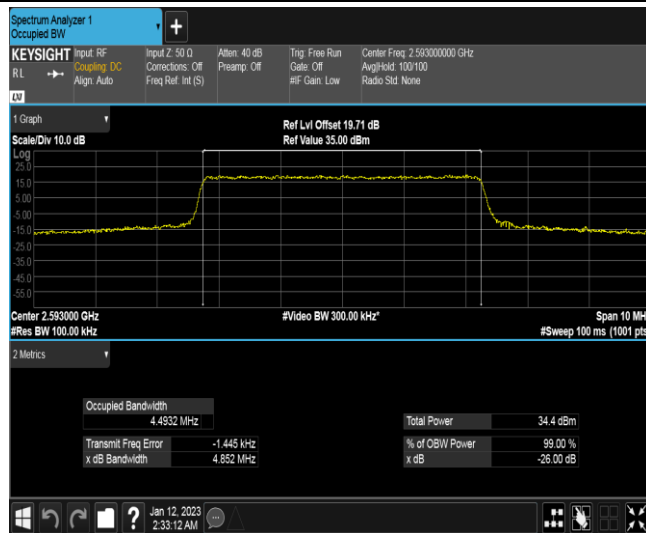 Spectrum Analyzer 1
Occupied BW
+
KEYSIGHT
RL
LXI
Input: RF
Coupling: DC
Align: Auto
Input Z: 50 Ω
Corrections: Off
Freq Ref: Int (S)
Atten: 40 dB
Preamp: Off
Trig: Free Run
Gate: Off
#IF Gain: Low
Center Freq: 2.593000000 GHz
Avg|Hold: 100/100
Radio Std: None
1 Graph
Scale/Div 10.0 dB
Ref Lvl Offset 19.71 dB
Ref Value 35.00 dBm
Log
25.0
15.0
5.00
-5.00
-15.0
-25.0
-35.0
-45.0
-55.0
Center 2.593000 GHz
#Video BW 300.00 kHz*
Span 10 MH
#Res BW 100.00 kHz
#Sweep 100 ms (1001 pts
2 Metrics
Occupied Bandwidth
4.4932 MHz
Total Power 34.4 dBm
Transmit Freq Error -1.445 kHz
% of OBW Power 99.00 %
x dB Bandwidth 4.852 MHz
x dB -26.00 dB
?
Jan 12, 2023
2:33:12 AM